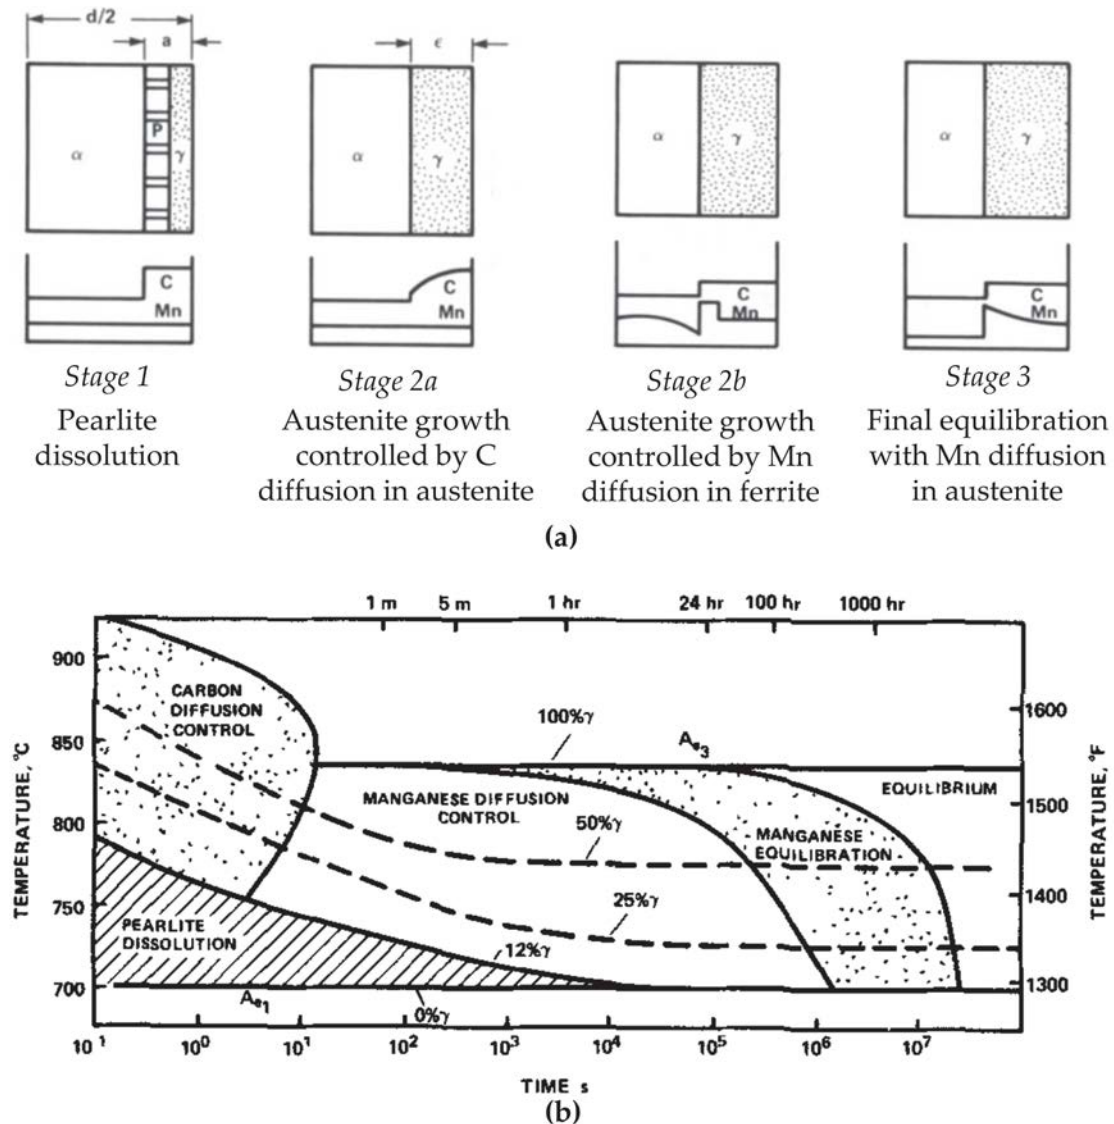 d/2
a
ϵ
α
P
γ
α
γ
α
γ
α
γ
C
Mn
C
Mn
C
Mn
C
Mn
Stage 1
Pearlite
dissolution
Stage 2a
Austenite growth
controlled by C
diffusion in austenite
Stage 2b
Austenite growth
controlled by Mn
diffusion in ferrite
Stage 3
Final equilibration
with Mn diffusion
in austenite
(a)
1 m 5 m 1 hr 24 hr 100 hr 1000 hr
TEMPERATURE, °C
900
850
800
750
700
CARBON
DIFFUSION
CONTROL
100%γ
Ae3
EQUILIBRIUM
MANGANESE DIFFUSION
CONTROL
50%γ
MANGANESE
EQUILIBRATION
25%γ
PEARLITE
DISSOLUTION
12%γ
Ae1
0%γ
1600
1500
1400
1300
TEMPERATURE, °F
10 1 10⁰ 10¹ 10² 10³ 10⁴ 10⁵ 10⁶ 10⁷
TIME s
(b)